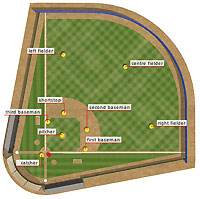 left fielder
centre fielder
shortstop
second baseman
third baseman
right fielder
pitcher
first baseman
catcher